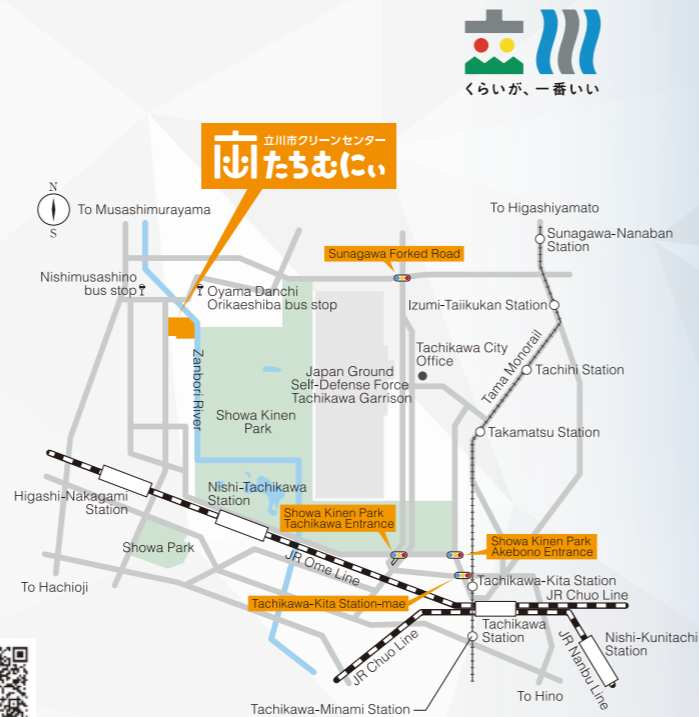 立川
くらいが、一番いい
立川市クリーンセンター
たちむにぃ
N
S
To Musashimurayama
To Higashiyamato
Sunagawa-Nanaban
Station
Sunagawa Forked Road
Nishimusashino
bus stop
Oyama Danchi
Orikaeshiba bus stop
Izumi-Taiikukan Station
Zanbori River
Japan Ground
Self-Defense Force
Tachikawa Garrison
Tachikawa City
Office
Tama Monorail
Tachihi Station
Showa Kinen
Park
Takamatsu Station
Higashi-Nakagami
Station
Nishi-Tachikawa
Station
Showa Kinen Park
Tachikawa Entrance
Showa Kinen Park
Akebono Entrance
Showa Park
JR Ome Line
To Hachioji
Tachikawa-Kita Station-mae
Tachikawa-Kita Station
JR Chuo Line
Tachikawa
Station
Nishi-Kunitachi
Station
JR Chuo Line
JR Nanbu Line
To Hino
Tachikawa-Minami Station